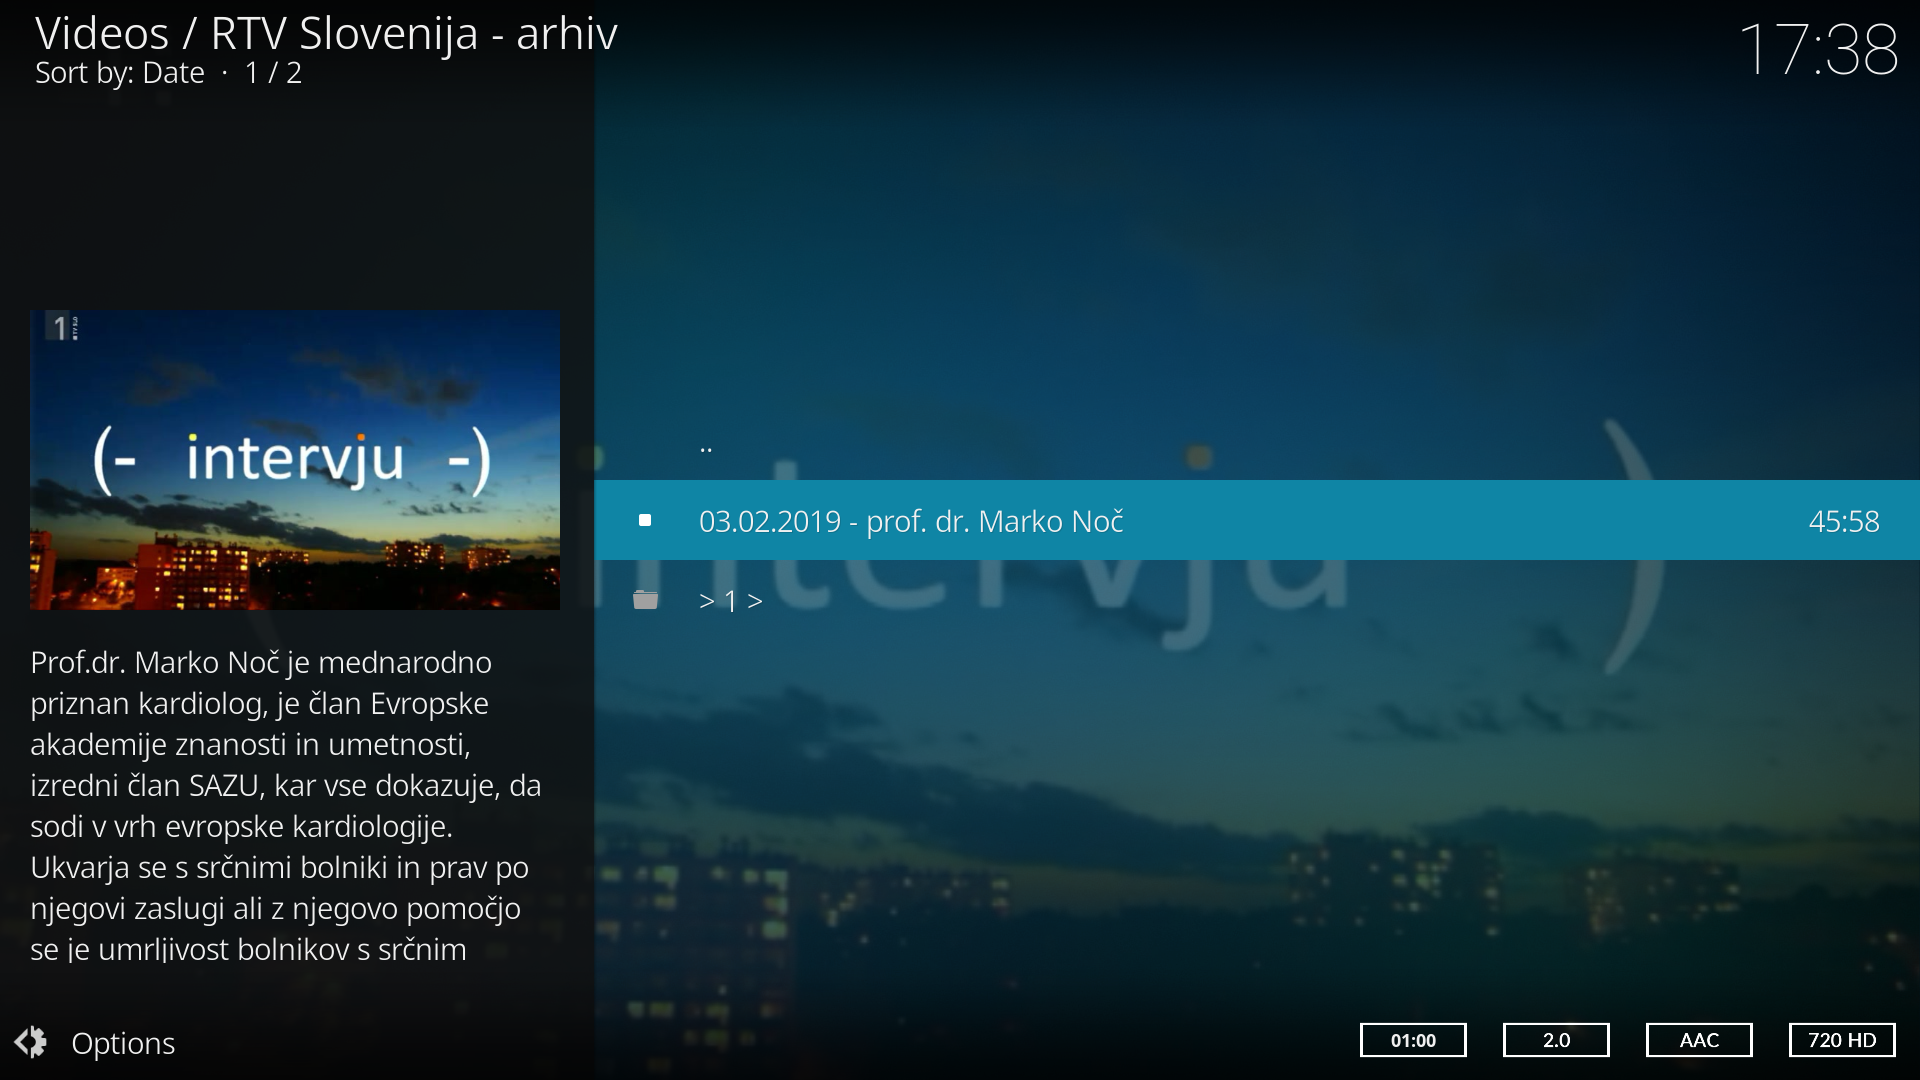 Videos / RTV Slovenija - arhiv
Sort by: Date · 1 / 2
17:38
1
(- intervju -)
..
03.02.2019 - prof. dr. Marko Noč
45:58
> 1 >
Prof.dr. Marko Noč je mednarodno
priznan kardiolog, je član Evropske
akademije znanosti in umetnosti,
izredni član SAZU, kar vse dokazuje, da
sodi v vrh evropske kardiologije.
Ukvarja se s srčnimi bolniki in prav po
njegovi zaslugi ali z njegovo pomočjo
se je umrljivost bolnikov s srčnim
Options
01:00
2.0
AAC
720 HD
intervju )